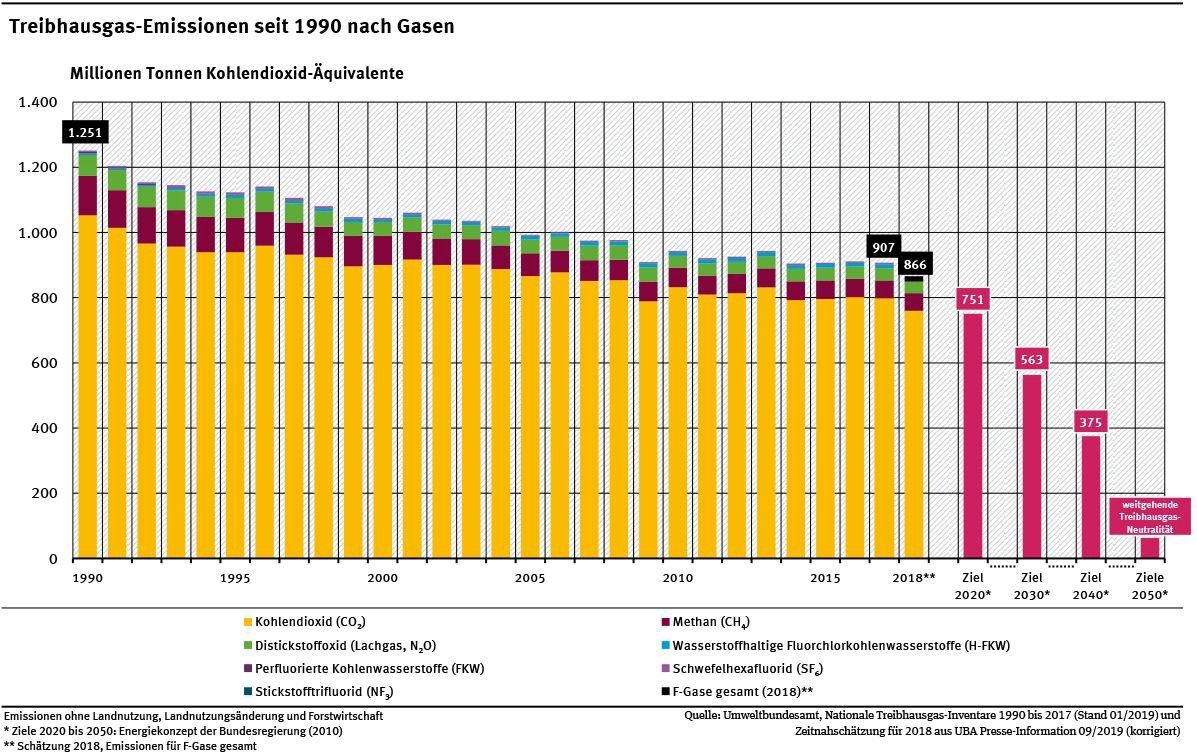 Treibhausgas-Emissionen seit 1990 nach Gasen
Millionen Tonnen Kohlendioxid-Äquivalente
1.400
1.200
1.000
800
600
400
200
0
1.251
907
866
751
563
375
weitgehende
Treibhausgas-
Neutralität
1990
1995
2000
2005
2010
2015
2018**
Ziel
2020*
Ziel
2030*
Ziel
2040*
Ziele
2050*
Kohlendioxid (CO₂)
Methan (CH₄)
Distickstoffoxid (Lachgas, N₂O)
Wasserstoffhaltige Fluorchlorkohlenwasserstoffe (H-FKW)
Perfluorierte Kohlenwasserstoffe (FKW)
Schwefelhexafluorid (SF₆)
Stickstofftrifluorid (NF₃)
F-Gase gesamt (2018)**
Emissionen ohne Landnutzung, Landnutzungsänderung und Forstwirtschaft
* Ziele 2020 bis 2050: Energiekonzept der Bundesregierung (2010)
** Schätzung 2018, Emissionen für F-Gase gesamt
Quelle: Umweltbundesamt, Nationale Treibhausgas-Inventare 1990 bis 2017 (Stand 01/2019) und
Zeitnahschätzung für 2018 aus UBA Presse-Information 09/2019 (korrigiert)